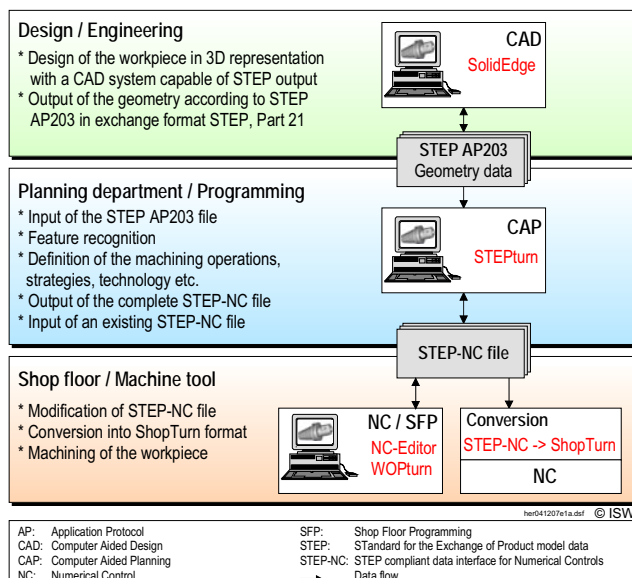 Design / Engineering
* Design of the workpiece in 3D representation
with a CAD system capable of STEP output
* Output of the geometry according to STEP
AP203 in exchange format STEP, Part 21
CAD
SolidEdge
STEP AP203
Geometry data
Planning department / Programming
* Input of the STEP AP203 file
* Feature recognition
* Definition of the machining operations,
strategies, technology etc.
* Output of the complete STEP-NC file
* Input of an existing STEP-NC file
CAP
STEPturn
STEP-NC file
Shop floor / Machine tool
* Modification of STEP-NC file
* Conversion into ShopTurn format
* Machining of the workpiece
NC / SFP
NC-Editor
WOPturn
Conversion
STEP-NC -> ShopTurn
NC
her041207e1a.dsf © ISW
AP: Application Protocol
CAD: Computer Aided Design
CAP: Computer Aided Planning
NC: Numerical Control
SFP: Shop Floor Programming
STEP: STandard for the Exchange of Product model data
STEP-NC: STEP compliant data interface for Numerical Controls
Data flow